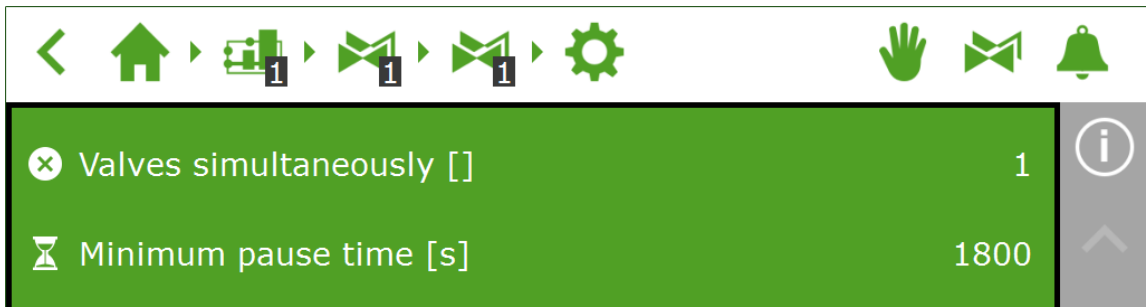 1 1 1
Valves simultaneously [] 1
Minimum pause time [s] 1800